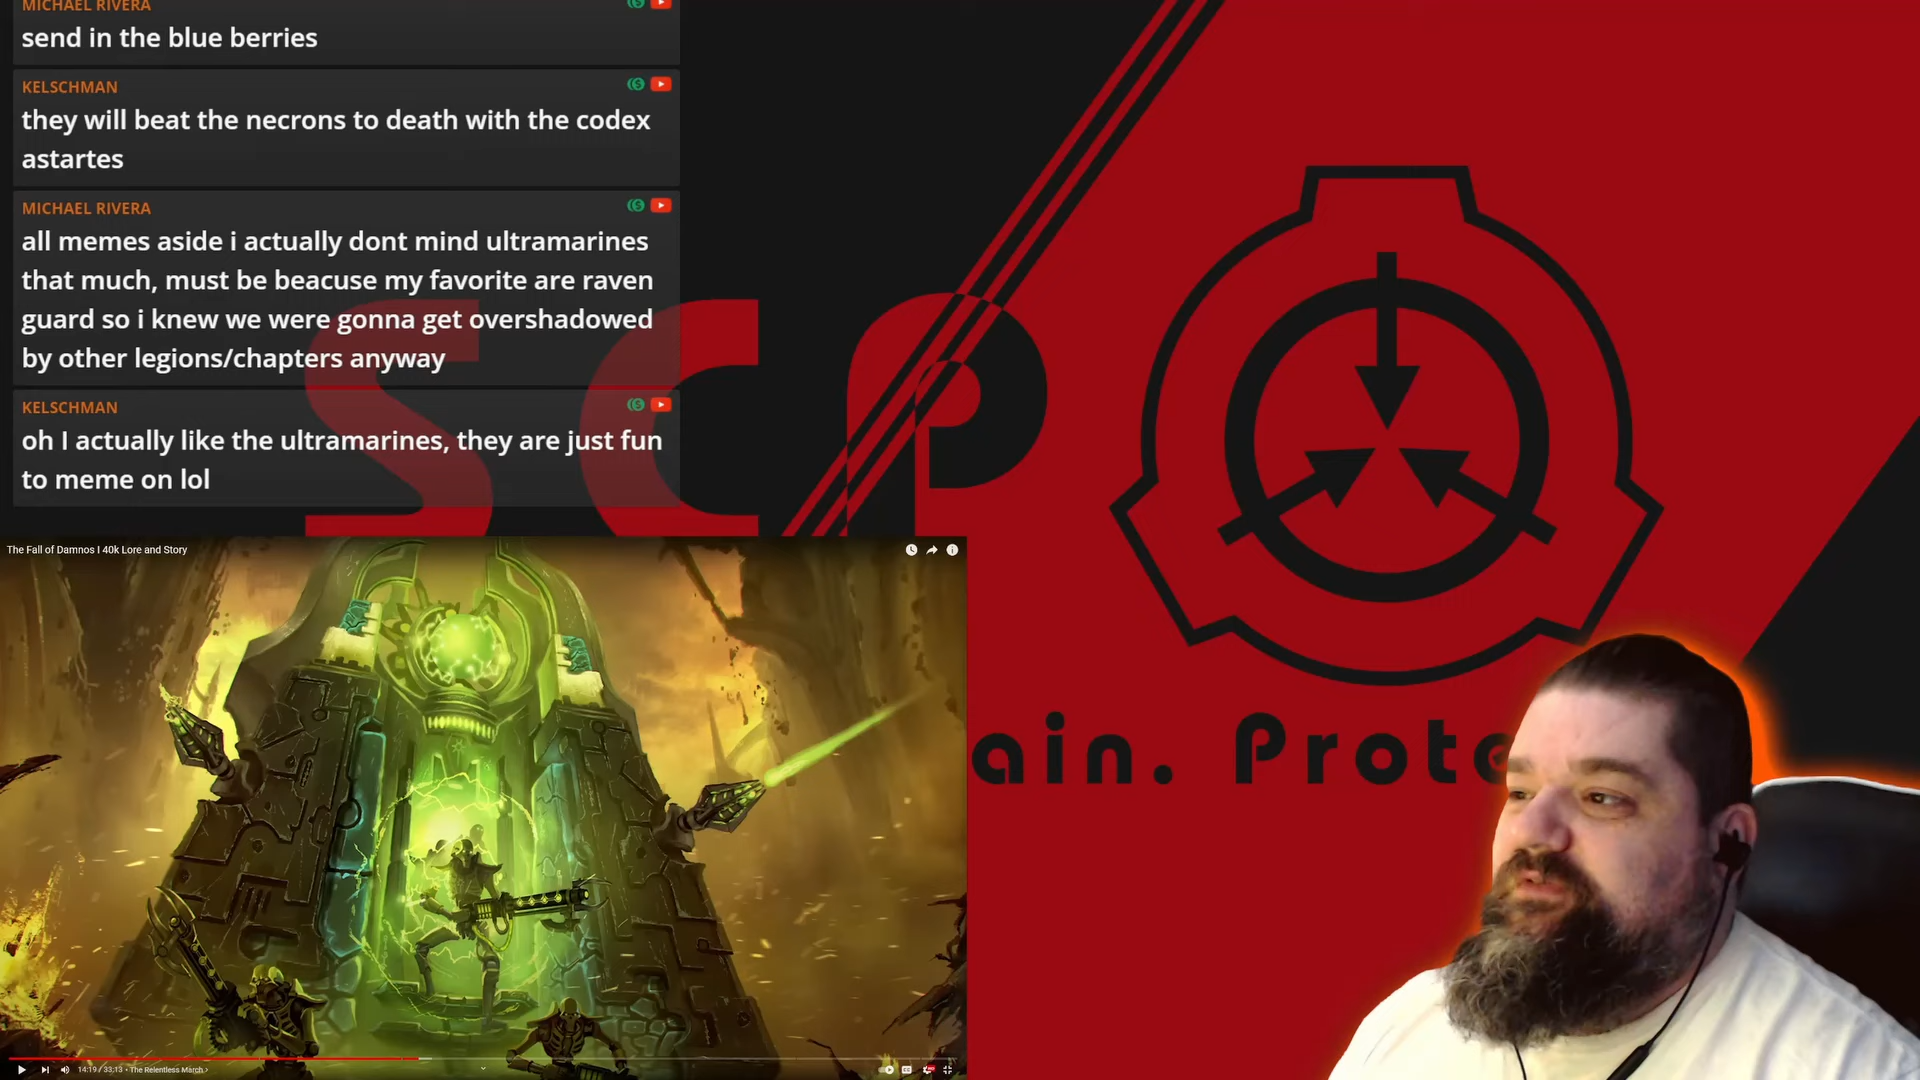 MICHAEL RIVERA
send in the blue berries
KELSCHMAN
they will beat the necrons to death with the codex
astartes
MICHAEL RIVERA
all memes aside i actually dont mind ultramarines
that much, must be beacuse my favorite are raven
guard so i knew we were gonna get overshadowed
by other legions/chapters anyway
KELSCHMAN
oh I actually like the ultramarines, they are just fun
to meme on lol
SCP
The Fall of Damnos I 40k Lore and Story
ain. Prote
14:19 / 33:13 • The Relentless March ›